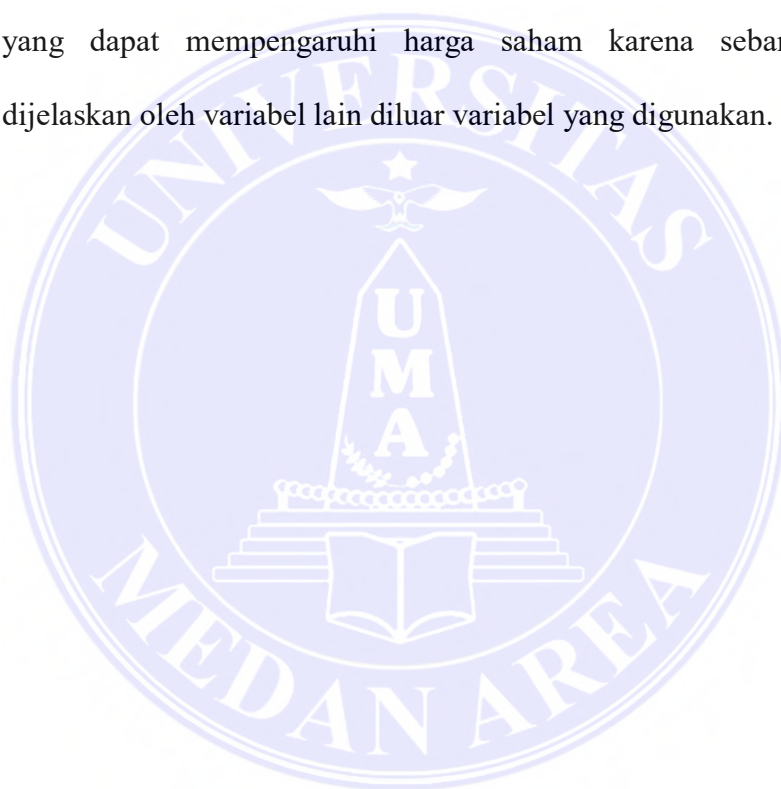 yang dapat mempengaruhi harga saham karena
dijelaskan oleh variabel lain diluar variabel yang digunakan.
UNIVERSITAS
UMA
MEDAN AREA